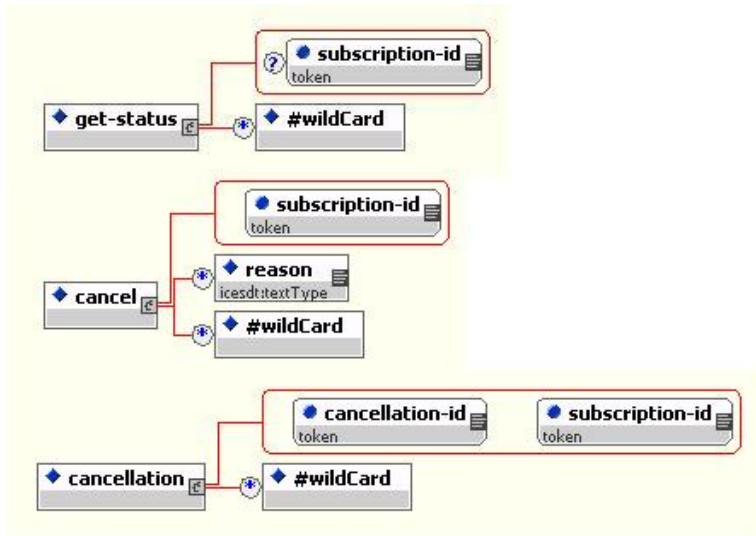 ? subscription-id
token
get-status
* #wildCard
subscription-id
token
* reason
icesdt:textType
cancel
* #wildCard
cancellation-id subscription-id
token token
cancellation
* #wildCard